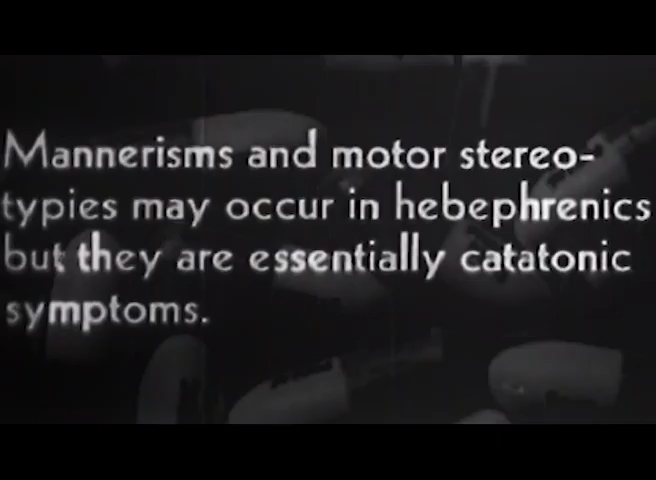 Mannerisms and motor stereo-
typies may occur in hebephrenics
but they are essentially catatonic
symptoms.